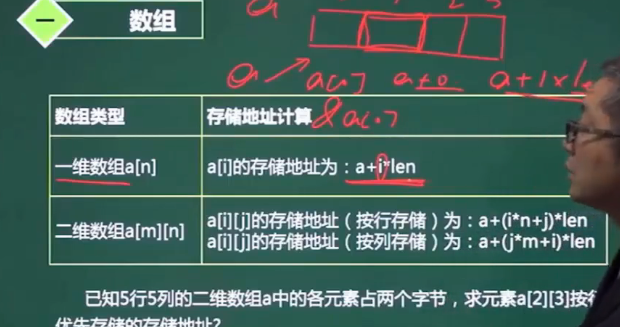 一 数组
a
a a[0] a+0 a+1×le
&a[0]
数组类型 存储地址计算
一维数组a[n] a[i]的存储地址为：a+i*len
二维数组a[m][n] a[i][j]的存储地址（按行存储）为：a+(i*n+j)*len
a[i][j]的存储地址（按列存储）为：a+(j*m+i)*len
已知5行5列的二维数组a中的各元素占两个字节，求元素a[2][3]按行
优先存储的存储地址？